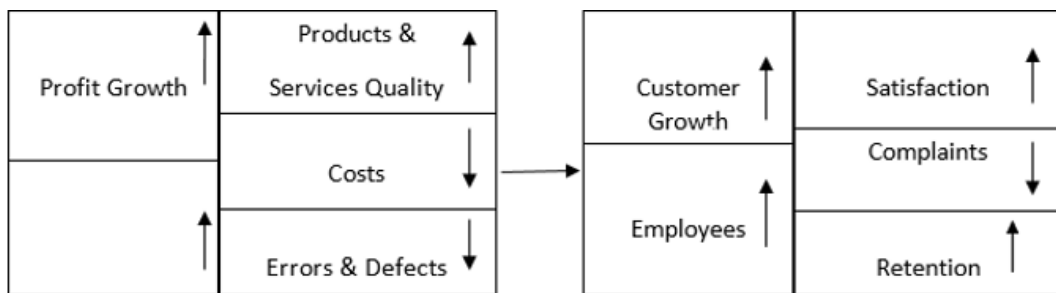 Products &
Profit Growth
Services Quality
Costs
Errors & Defects
Customer
Growth
Employees
Satisfaction
Complaints
Retention